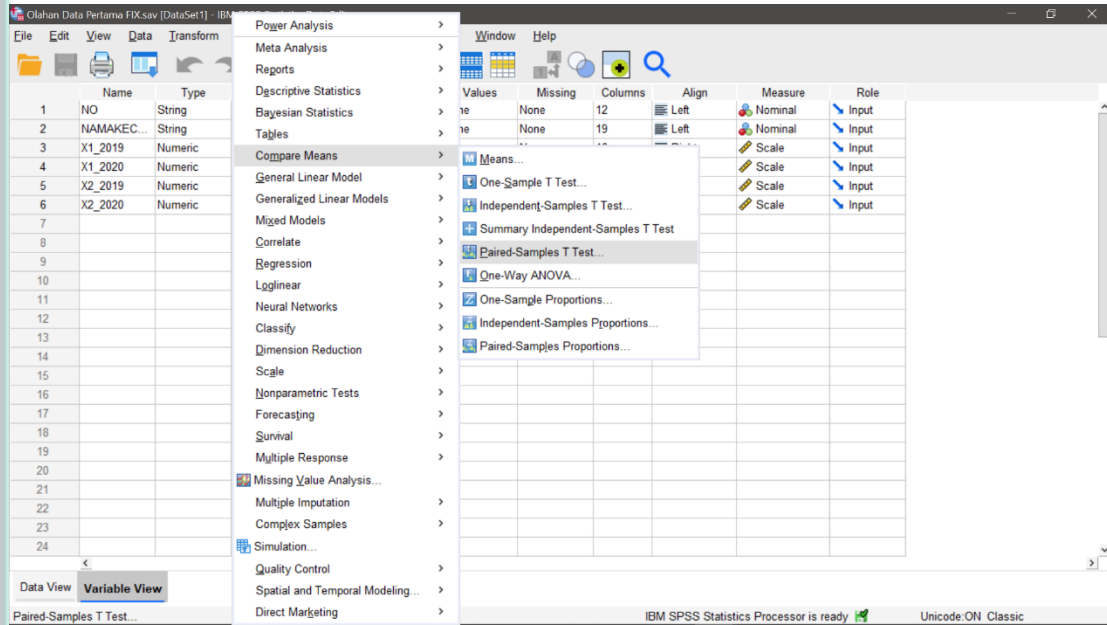 Olahan Data Pertama FIX.sav [DataSet1] - IBM
File Edit View Data Transform Window Help
Power Analysis
Meta Analysis
Reports
Descriptive Statistics
Bayesian Statistics
Tables
Compare Means
General Linear Model
Generalized Linear Models
Mixed Models
Correlate
Regression
Loglinear
Neural Networks
Classify
Dimension Reduction
Scale
Nonparametric Tests
Forecasting
Survival
Multiple Response
Missing Value Analysis...
Multiple Imputation
Complex Samples
Simulation...
Quality Control
Spatial and Temporal Modeling...
Direct Marketing
Means...
One-Sample T Test...
Independent-Samples T Test...
Summary Independent-Samples T Test
Paired-Samples T Test...
One-Way ANOVA...
One-Sample Proportions...
Independent-Samples Proportions...
Paired-Samples Proportions...
Name Type Values Missing Columns Align Measure Role
1 NO String None 12 Left Nominal Input
2 NAMAKEC... String None 19 Left Nominal Input
3 X1_2019 Numeric Scale Input
4 X1_2020 Numeric Scale Input
5 X2_2019 Numeric Scale Input
6 X2_2020 Numeric Scale Input
7
8
9
10
11
12
13
14
15
16
17
18
19
20
21
22
23
24
Data View Variable View
Paired-Samples T Test... IBM SPSS Statistics Processor is ready Unicode:ON Classic